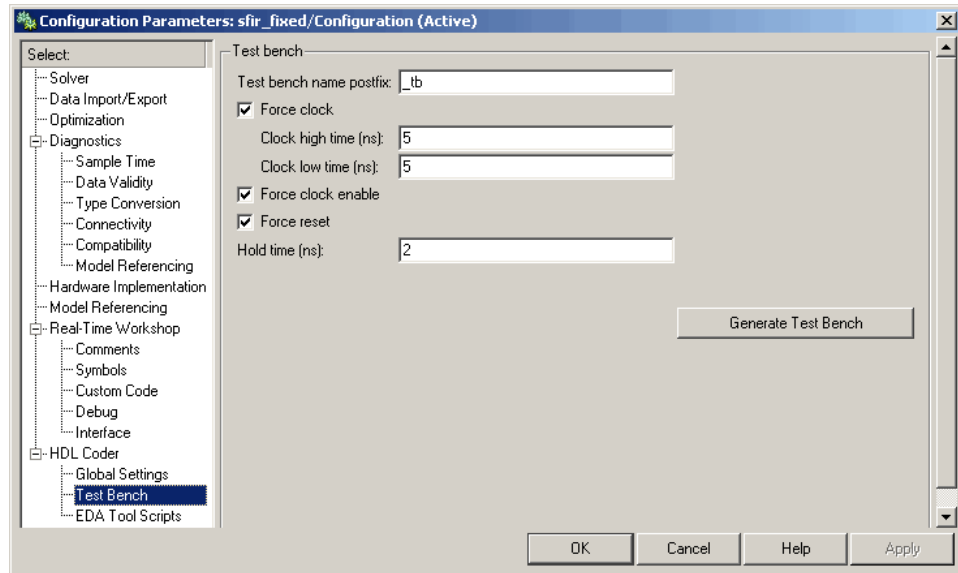 Configuration Parameters: sfir_fixed/Configuration (Active)
Select:
Solver
Data Import/Export
Optimization
Diagnostics
Sample Time
Data Validity
Type Conversion
Connectivity
Compatibility
Model Referencing
Hardware Implementation
Model Referencing
Real-Time Workshop
Comments
Symbols
Custom Code
Debug
Interface
HDL Coder
Global Settings
Test Bench
EDA Tool Scripts
Test bench
Test bench name postfix: _tb
Force clock
Clock high time (ns): 5
Clock low time (ns): 5
Force clock enable
Force reset
Hold time (ns): 2
Generate Test Bench
OK Cancel Help Apply